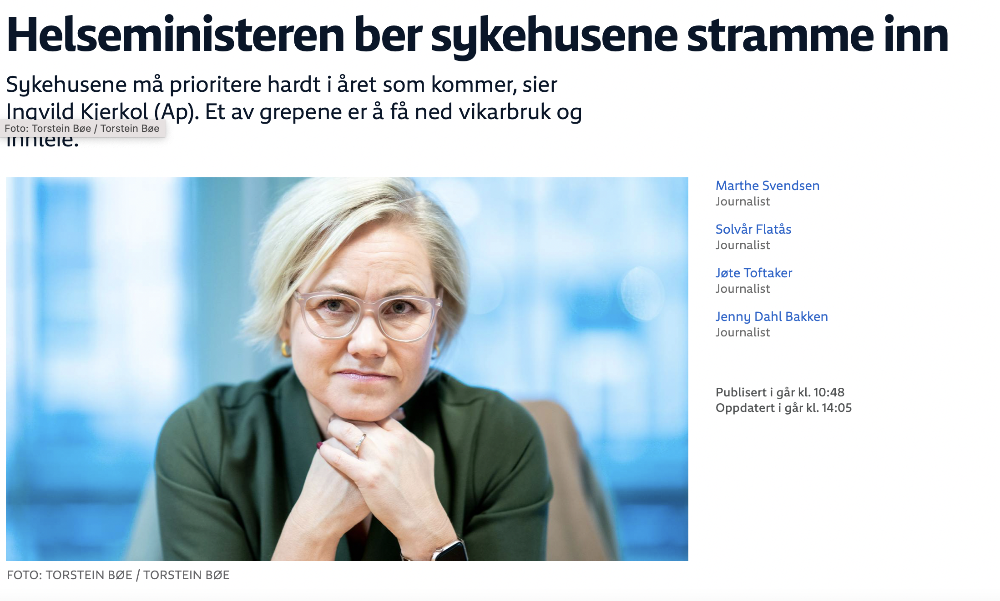 Helseministeren ber sykehusene stramme inn
Sykehusene må prioritere hardt i året som kommer, sier
Ingvild Kjerkol (Ap). Et av grepene er å få ned vikarbruk og
Foto: Torstein Bøe / Torstein Bøe
innleie.
Marthe Svendsen
Journalist
Solvår Flatås
Journalist
Jøte Toftaker
Journalist
Jenny Dahl Bakken
Journalist
Publisert i går kl. 10:48
Oppdatert i går kl. 14:05
FOTO: TORSTEIN BØE / TORSTEIN BØE